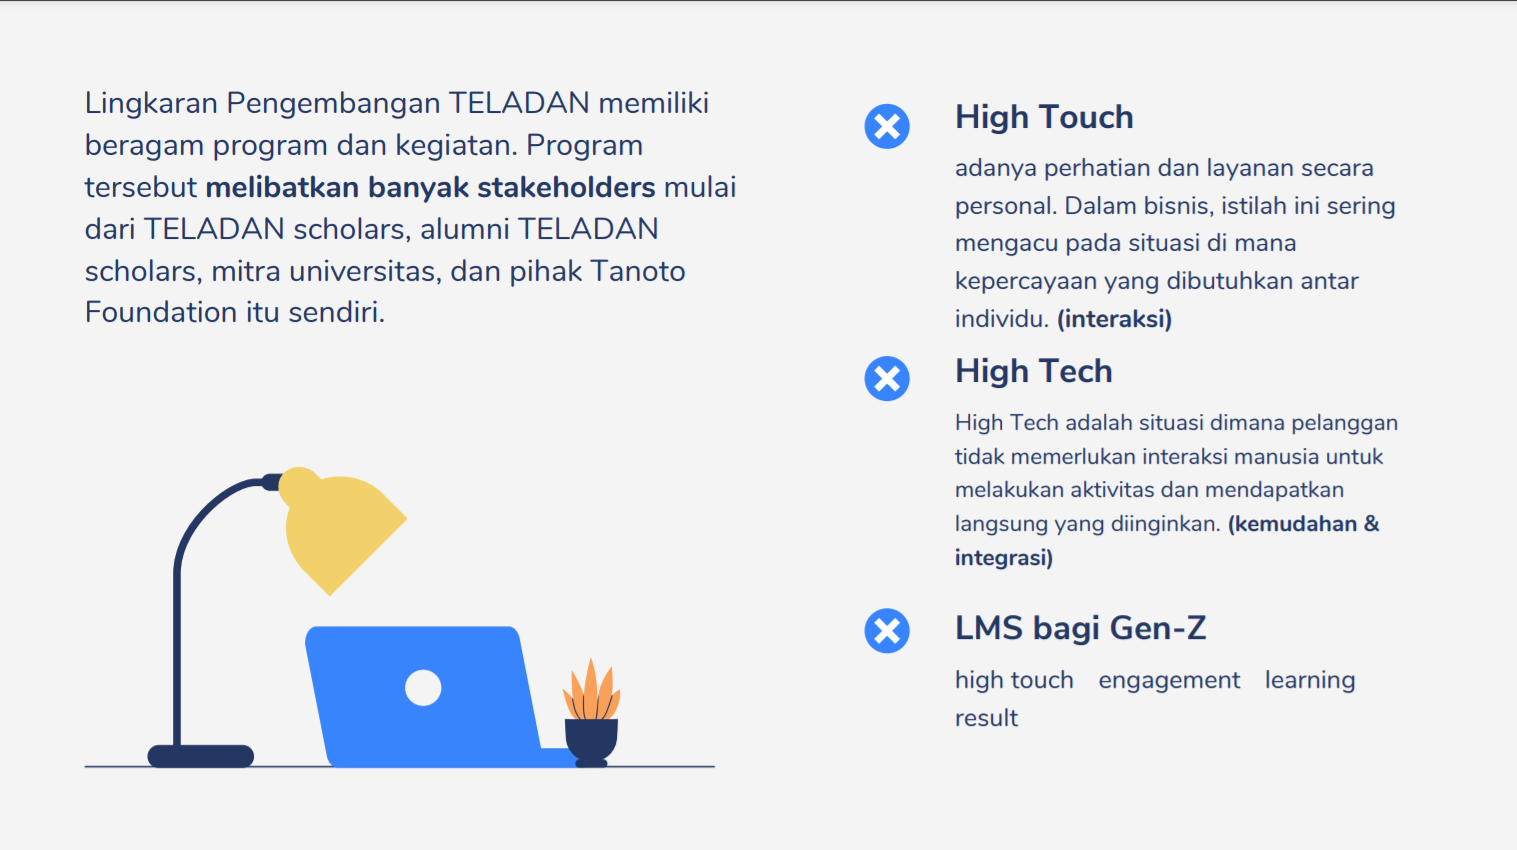 Lingkaran Pengembangan TELADAN memiliki
beragam program dan kegiatan. Program
tersebut melibatkan banyak stakeholders mulai
dari TELADAN scholars, alumni TELADAN
scholars, mitra universitas, dan pihak Tanoto
Foundation itu sendiri.
High Touch
adanya perhatian dan layanan secara
personal. Dalam bisnis, istilah ini sering
mengacu pada situasi di mana
kepercayaan yang dibutuhkan antar
individu. (interaksi)
High Tech
High Tech adalah situasi dimana pelanggan
tidak memerlukan interaksi manusia untuk
melakukan aktivitas dan mendapatkan
langsung yang diinginkan. (kemudahan &
integrasi)
LMS bagi Gen-Z
high touch engagement learning
result